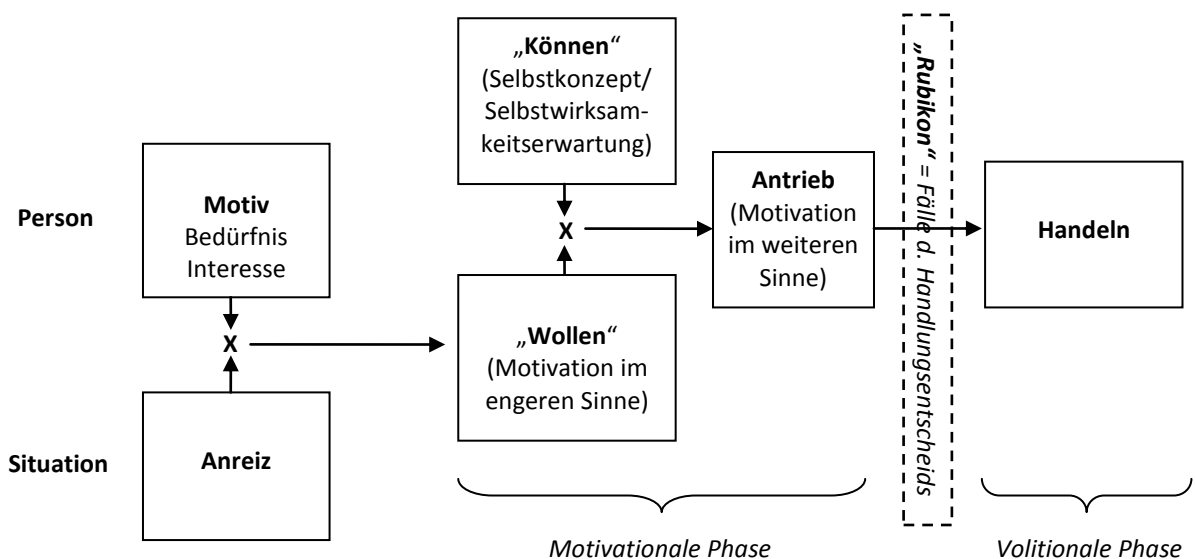 „Können“
(Selbstkonzept/
Selbstwirksam-
keitserwartung)
„Rubikon“ = Fälle d. Handlungsentscheids
Person
Motiv
Bedürfnis
Interesse
X
Antrieb
(Motivation
im weiteren
Sinne)
Handeln
X
„Wollen“
(Motivation im
engeren Sinne)
Situation
Anreiz
Motivationale Phase
Volitionale Phase